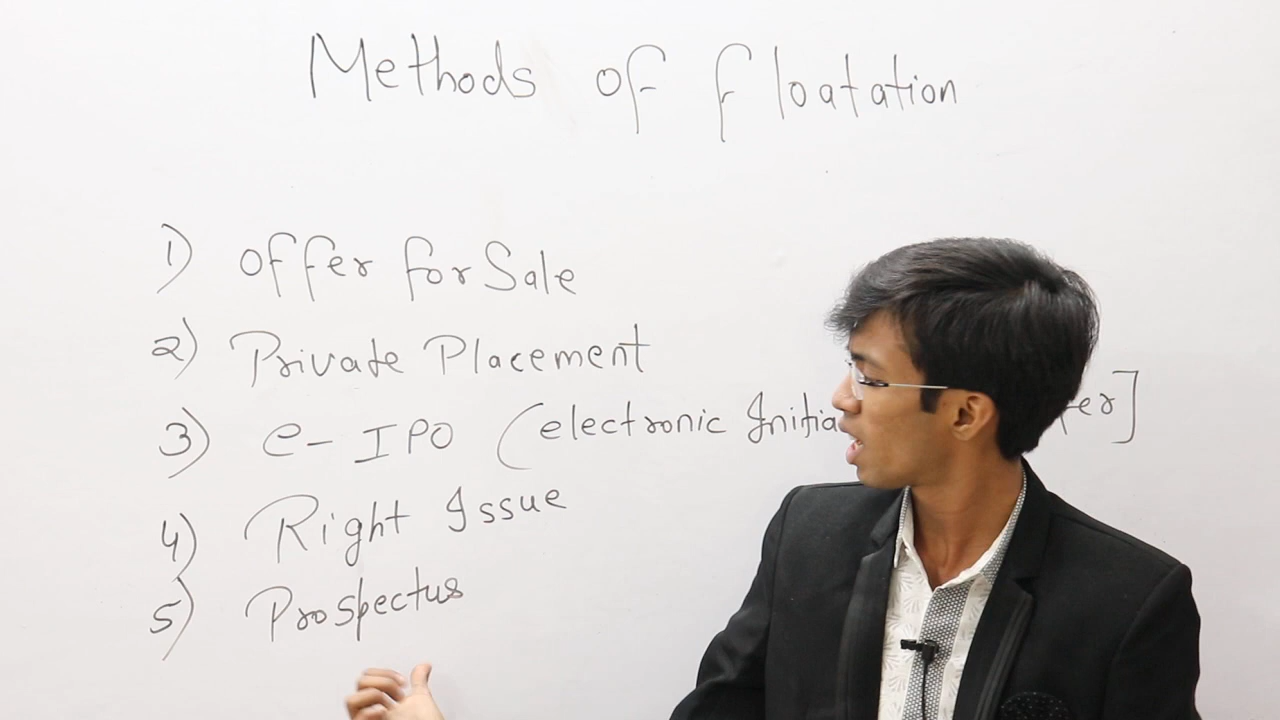 Methods of Floatation
1) Offer for Sale
2) Private Placement
3) e-IPO (electronic Initia er]
4) Right Issue
5) Prospectus